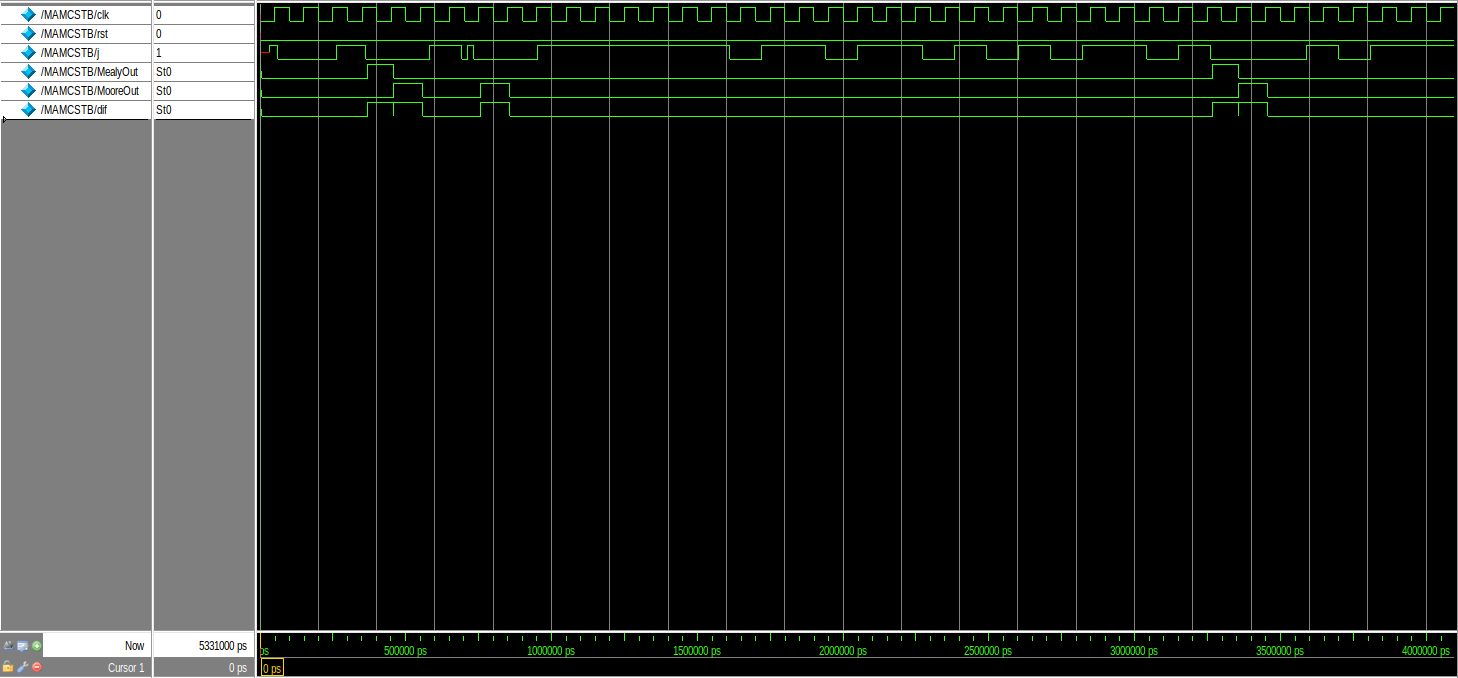 /MAMCSTB/clk 0
/MAMCSTB/rst 0
/MAMCSTB/j 1
/MAMCSTB/MealyOut St0
/MAMCSTB/MooreOut St0
/MAMCSTB/dif St0
Now 5331000 ps ps 500000 ps 1000000 ps 1500000 ps 2000000 ps 2500000 ps 3000000 ps 3500000 ps 4000000 ps
Cursor 1 0 ps 0 ps